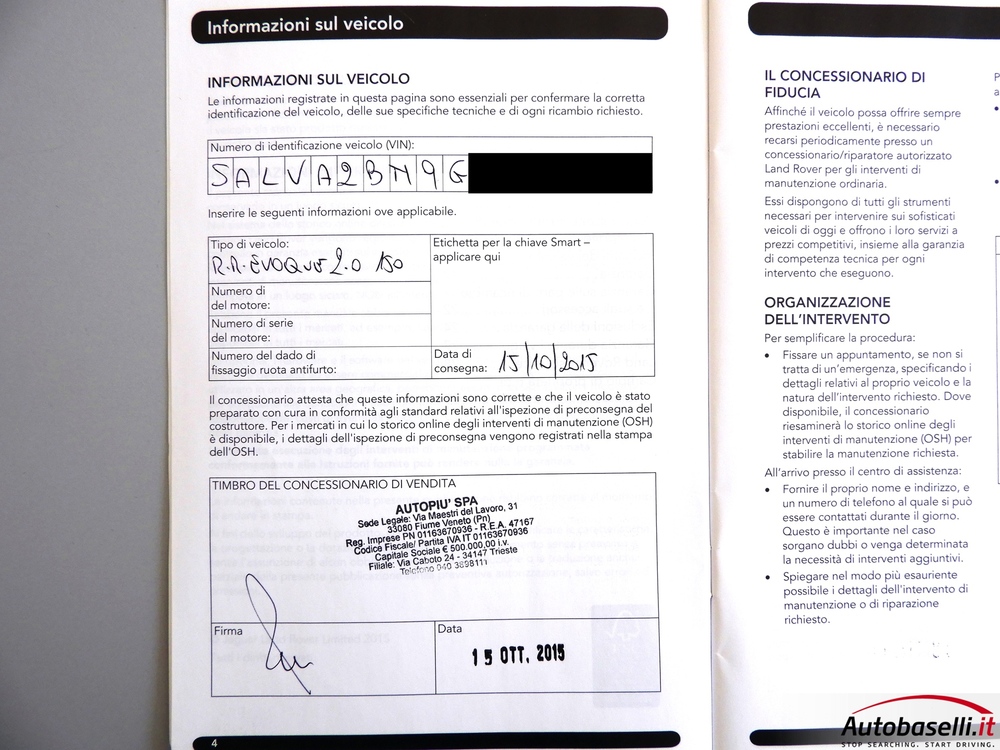 Informazioni sul veicolo
INFORMAZIONI SUL VEICOLO
Le informazioni registrate in questa pagina sono essenziali per confermare la corretta
identificazione del veicolo, delle sue specifiche tecniche e di ogni ricambio richiesto.
Numero di identificazione veicolo (VIN):
SALVA2BN9G
Inserire le seguenti informazioni ove applicabile.
Tipo di veicolo:
R.R. EVOQUE 2.0 150
Etichetta per la chiave Smart –
applicare qui
Numero di
del motore:
Numero di serie
del motore:
Numero del dado di
fissaggio ruota antifurto:
Data di
consegna: 15/10/2015
Il concessionario attesta che queste informazioni sono corrette e che il veicolo è stato
preparato con cura in conformità agli standard relativi all'ispezione di preconsegna del
costruttore. Per i mercati in cui lo storico online degli interventi di manutenzione (OSH)
è disponibile, i dettagli dell'ispezione di preconsegna vengono registrati nella stampa
dell'OSH.
TIMBRO DEL CONCESSIONARIO DI VENDITA
AUTOPIU' SPA
Sede Legale: Via Maestri del Lavoro, 31
33080 Fiume Veneto (Pn)
Reg. Imprese PN 01163670936 - R.E.A. 47167
Codice Fiscale/ Partita IVA IT 01163670936
Capitale Sociale € 500.000,00 i.v.
Filiale: Via Caboto 24 - 34147 Trieste
Telefono 040 3898111
Firma
Data
15 OTT. 2015
4
IL CONCESSIONARIO DI
FIDUCIA
Affinché il veicolo possa offrire sempre
prestazioni eccellenti, è necessario
recarsi periodicamente presso un
concessionario/riparatore autorizzato
Land Rover per gli interventi di
manutenzione ordinaria.
Essi dispongono di tutti gli strumenti
necessari per intervenire sui sofisticati
veicoli di oggi e offrono i loro servizi a
prezzi competitivi, insieme alla garanzia
di competenza tecnica per ogni
intervento che eseguono.
ORGANIZZAZIONE
DELL'INTERVENTO
Per semplificare la procedura:
• Fissare un appuntamento, se non si
tratta di un'emergenza, specificando i
dettagli relativi al proprio veicolo e la
natura dell'intervento richiesto. Dove
disponibile, il concessionario
riesaminerà lo storico online degli
interventi di manutenzione (OSH) per
stabilire la manutenzione richiesta.
All'arrivo presso il centro di assistenza:
• Fornire il proprio nome e indirizzo, e
un numero di telefono al quale si può
essere contattati durante il giorno.
Questo è importante nel caso
sorgano dubbi o venga determinata
la necessità di interventi aggiuntivi.
• Spiegare nel modo più esauriente
possibile i dettagli dell'intervento di
manutenzione o di riparazione
richiesto.
Autobaselli.it
STOP SEARCHING. START DRIVING.